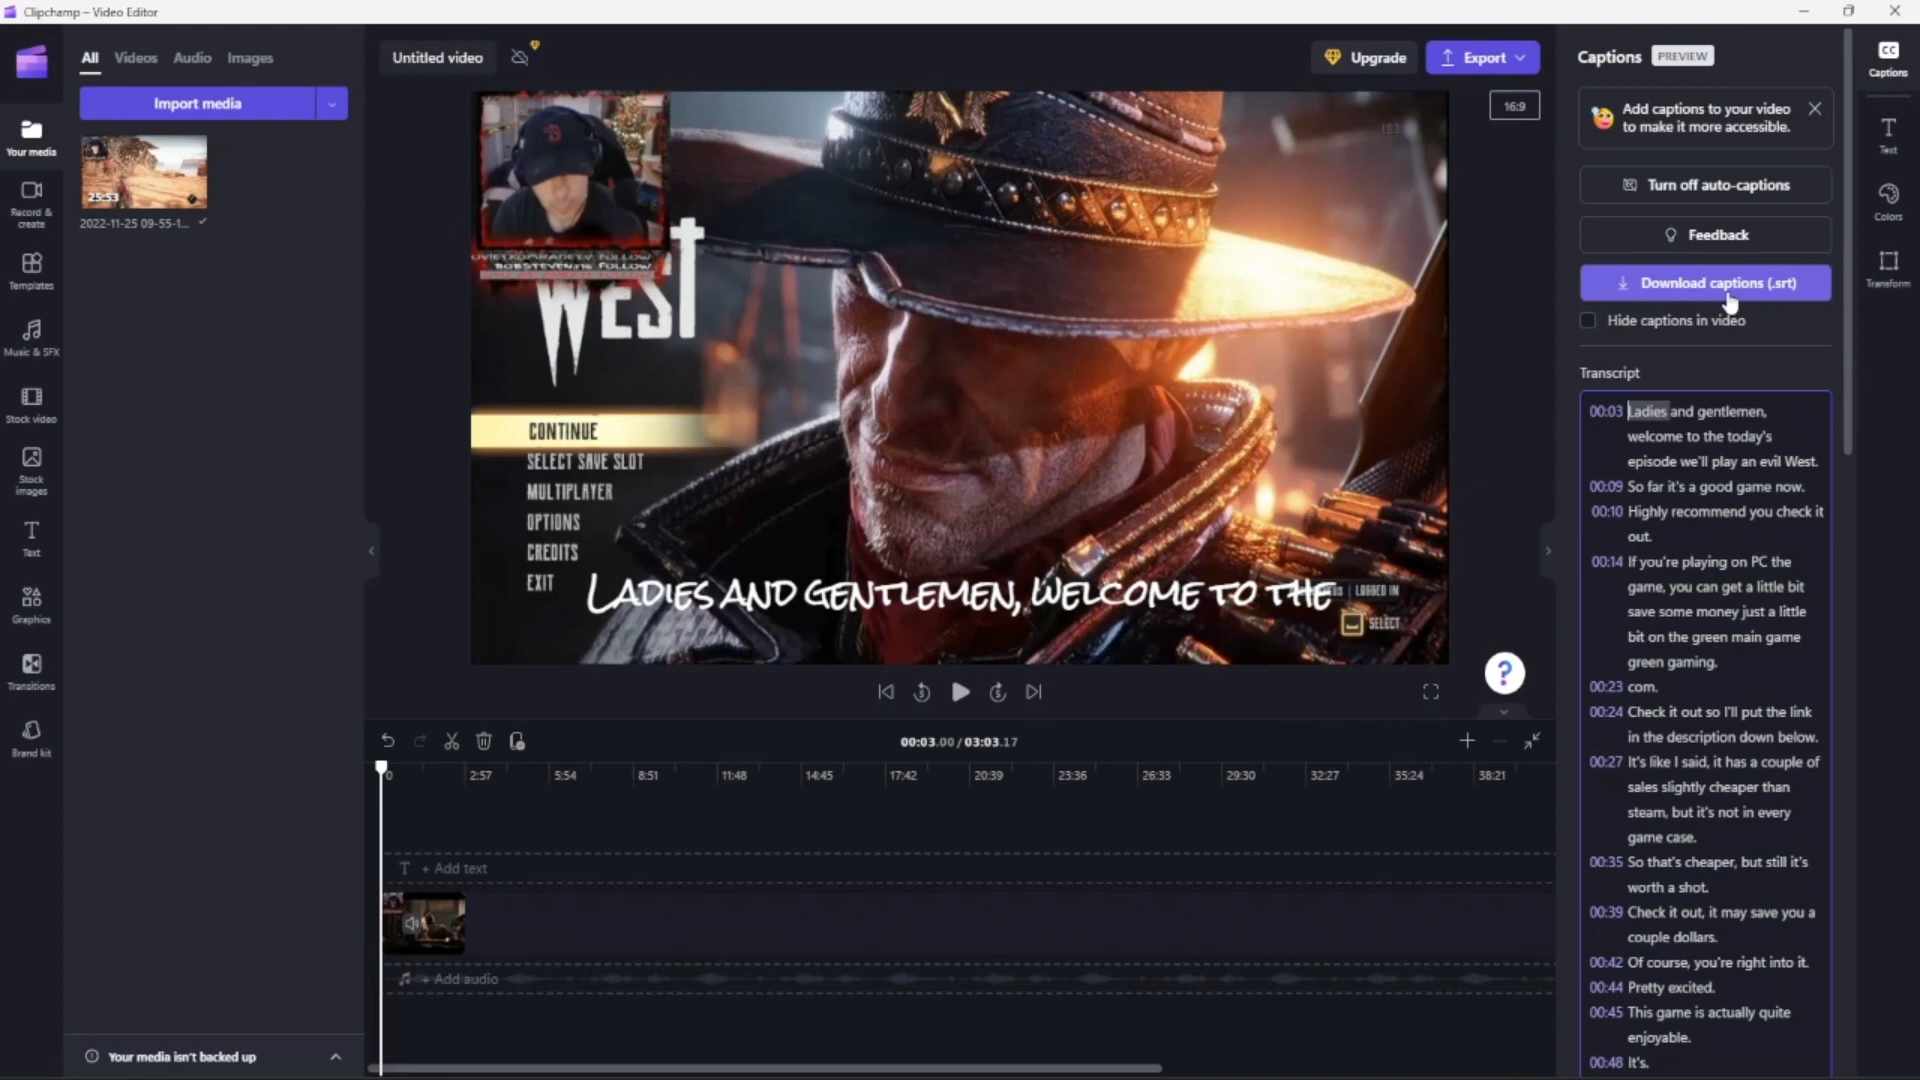 Clipchamp – Video Editor
All Videos Audio Images
Import media
25:53
2022-11-25 09-55-1...
Your media
Record & create
Templates
Music & SFX
Stock video
Stock images
Text
Graphics
Transitions
Brand kit
Your media isn't backed up
Untitled video
Upgrade
Export
16:9
WEST
CONTINUE
SELECT SAVE SLOT
MULTIPLAYER
OPTIONS
CREDITS
EXIT
LADIES AND GENTLEMEN, WELCOME TO THE
LOGGED IN
SELECT
00:03.00 / 03:03.17
0 2:57 5:54 8:51 11:48 14:45 17:42 20:39 23:36 26:33 29:30 32:27 35:24 38:21
T + Add text
+ Add audio
Captions PREVIEW
Add captions to your video
to make it more accessible.
Turn off auto-captions
Feedback
Download captions (.srt)
Hide captions in video
Transcript
00:03 Ladies and gentlemen,
welcome to the today's
episode we'll play an evil West.
00:09 So far it's a good game now.
00:10 Highly recommend you check it
out.
00:14 If you're playing on PC the
game, you can get a little bit
save some money just a little
bit on the green main game
green gaming.
00:23 com.
00:24 Check it out so I'll put the link
in the description down below.
00:27 It's like I said, it has a couple of
sales slightly cheaper than
steam, but it's not in every
game case.
00:35 So that's cheaper, but still it's
worth a shot.
00:39 Check it out, it may save you a
couple dollars.
00:42 Of course, you're right into it.
00:44 Pretty excited.
00:45 This game is actually quite
enjoyable.
00:48 It's.
CC
Captions
Text
Colors
Transform